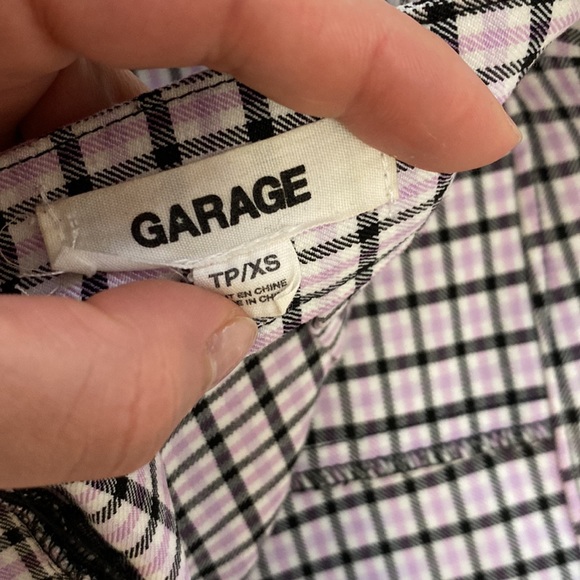 GARAGE
TP/XS
EN CHINE
IN